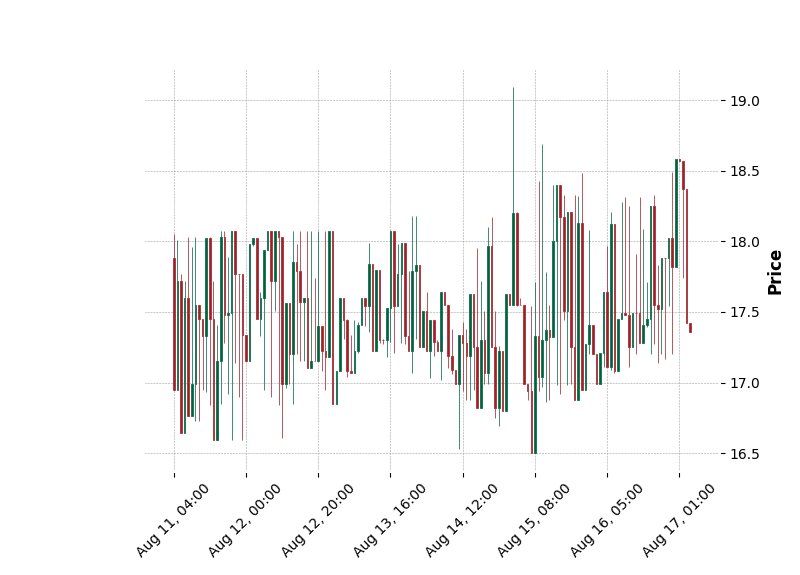 19.0
18.5
18.0
17.5
17.0
16.5
Price
Aug 11, 04:00
Aug 12, 00:00
Aug 12, 20:00
Aug 13, 16:00
Aug 14, 12:00
Aug 15, 08:00
Aug 16, 05:00
Aug 17, 01:00